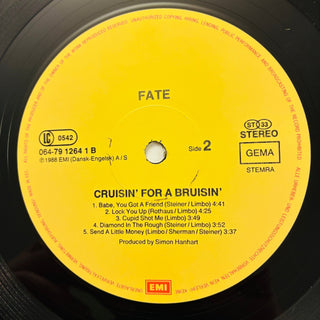 FATE
LC 0542
064-79 1264 1 B
℗ 1988 EMI (Dansk-Engelsk) A/S
Side 2
ST 33
STEREO
GEMA
STEMRA
CRUISIN' FOR A BRUISIN'
1. Babe, You Got A Friend (Steiner/Limbo) 4:41
2. Lock You Up (Rothaus/Limbo) 4:25
3. Cupid Shot Me (Limbo) 3:49
4. Diamond In The Rough (Steiner/Limbo) 3:52
5. Send A Little Money (Limbo/Sherman/Steiner) 3:37
Produced by Simon Hanhart
EMI